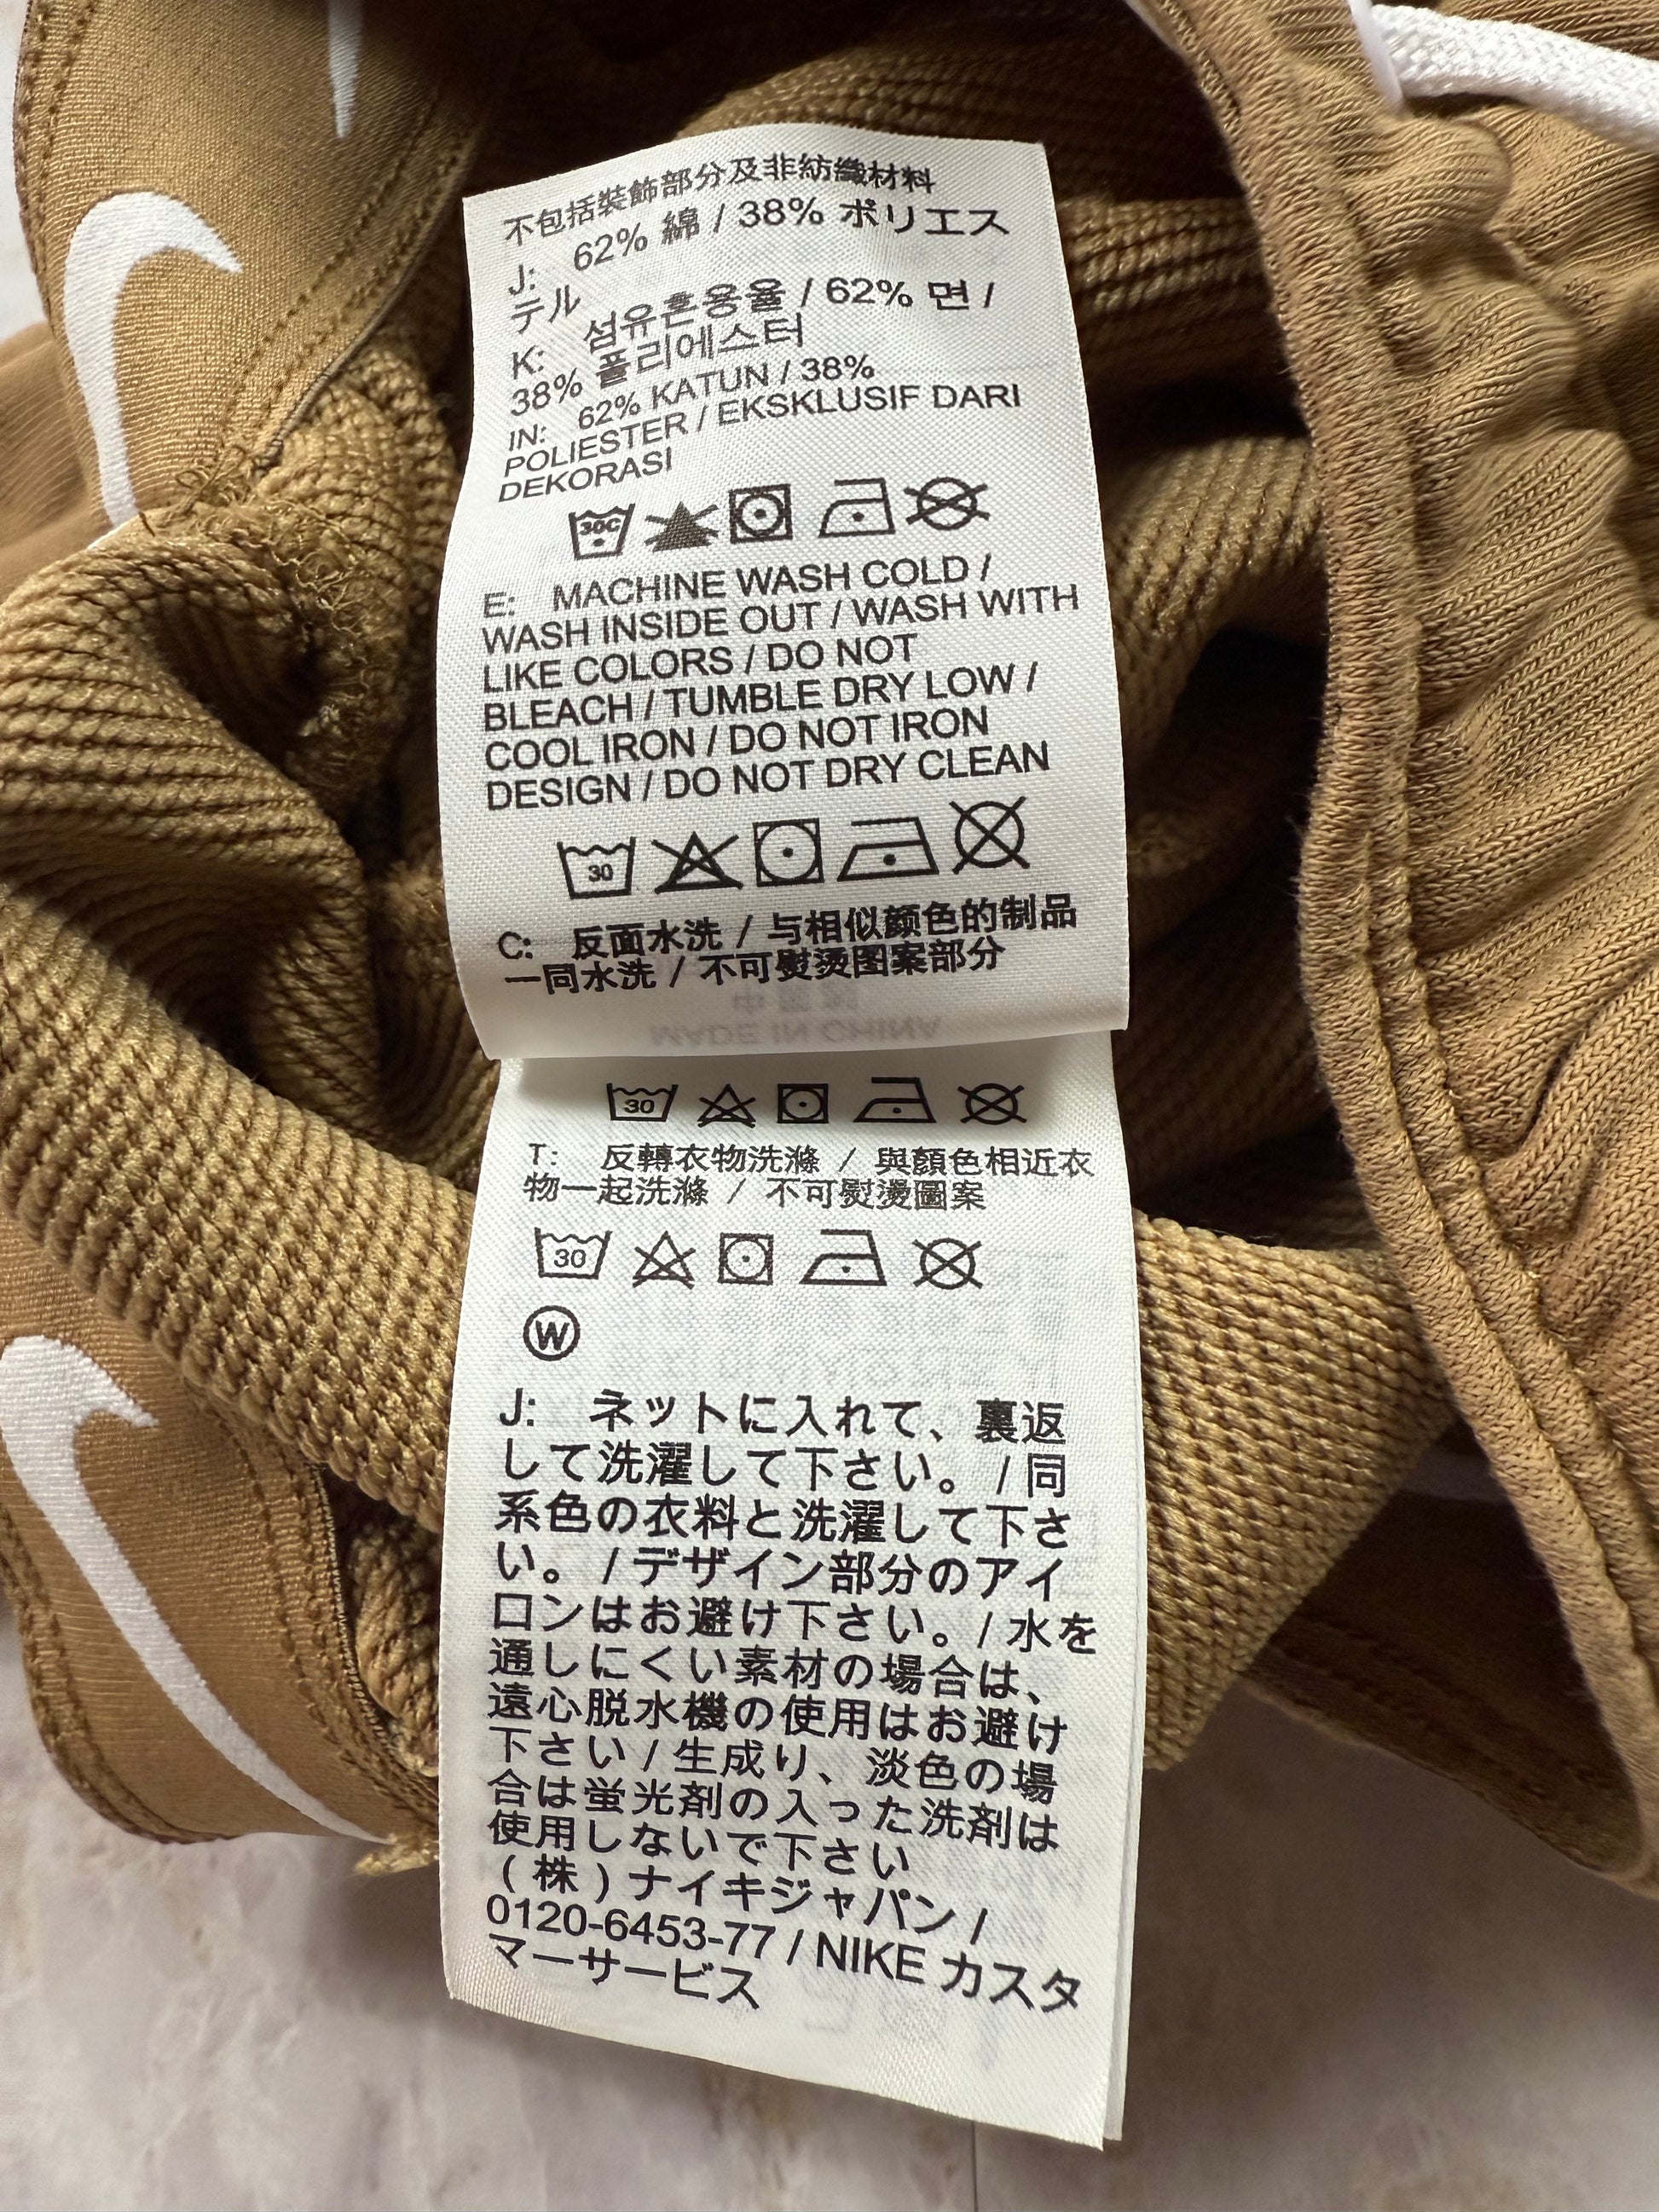 不包括裝飾部分及非紡織材料
J: 62% 綿 / 38% ポリエス
テル
K: 섬유혼용율 / 62% 면 /
38% 폴리에스터
IN: 62% KATUN / 38%
POLIESTER / EKSKLUSIF DARI
DEKORASI
30C
E: MACHINE WASH COLD /
WASH INSIDE OUT / WASH WITH
LIKE COLORS / DO NOT
BLEACH / TUMBLE DRY LOW /
COOL IRON / DO NOT IRON
DESIGN / DO NOT DRY CLEAN
30
C: 反面水洗 / 与相似颜色的制品
一同水洗 / 不可熨烫图案部分
MADE IN CHINA
30
T: 反轉衣物洗滌 / 與顏色相近衣
物一起洗滌 / 不可熨燙圖案
30
W
J: ネットに入れて、裏返
して洗濯して下さい。 / 同
系色の衣料と洗濯して下さ
い。 / デザイン部分のアイ
ロンはお避け下さい。 / 水を
通しにくい素材の場合は、
遠心脱水機の使用はお避け
下さい / 生成り、淡色の場
合は蛍光剤の入った洗剤は
使用しないで下さい
(株) ナイキジャパン /
0120-6453-77 / NIKE カスタ
マーサービス